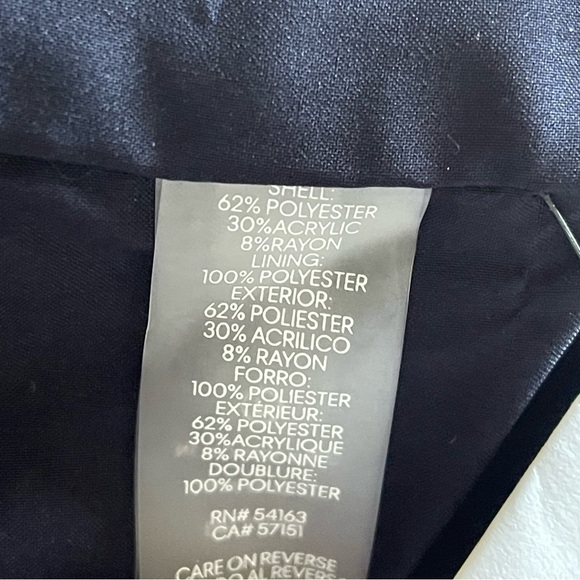 SHELL:
62% POLYESTER
30% ACRYLIC
8% RAYON
LINING:
100% POLYESTER
EXTERIOR:
62% POLIESTER
30% ACRILICO
8% RAYON
FORRO:
100% POLIESTER
EXTÉRIEUR:
62% POLYESTER
30% ACRYLIQUE
8% RAYONNE
DOUBLURE:
100% POLYESTER
RN# 54163
CA# 57151
CARE ON REVERSE